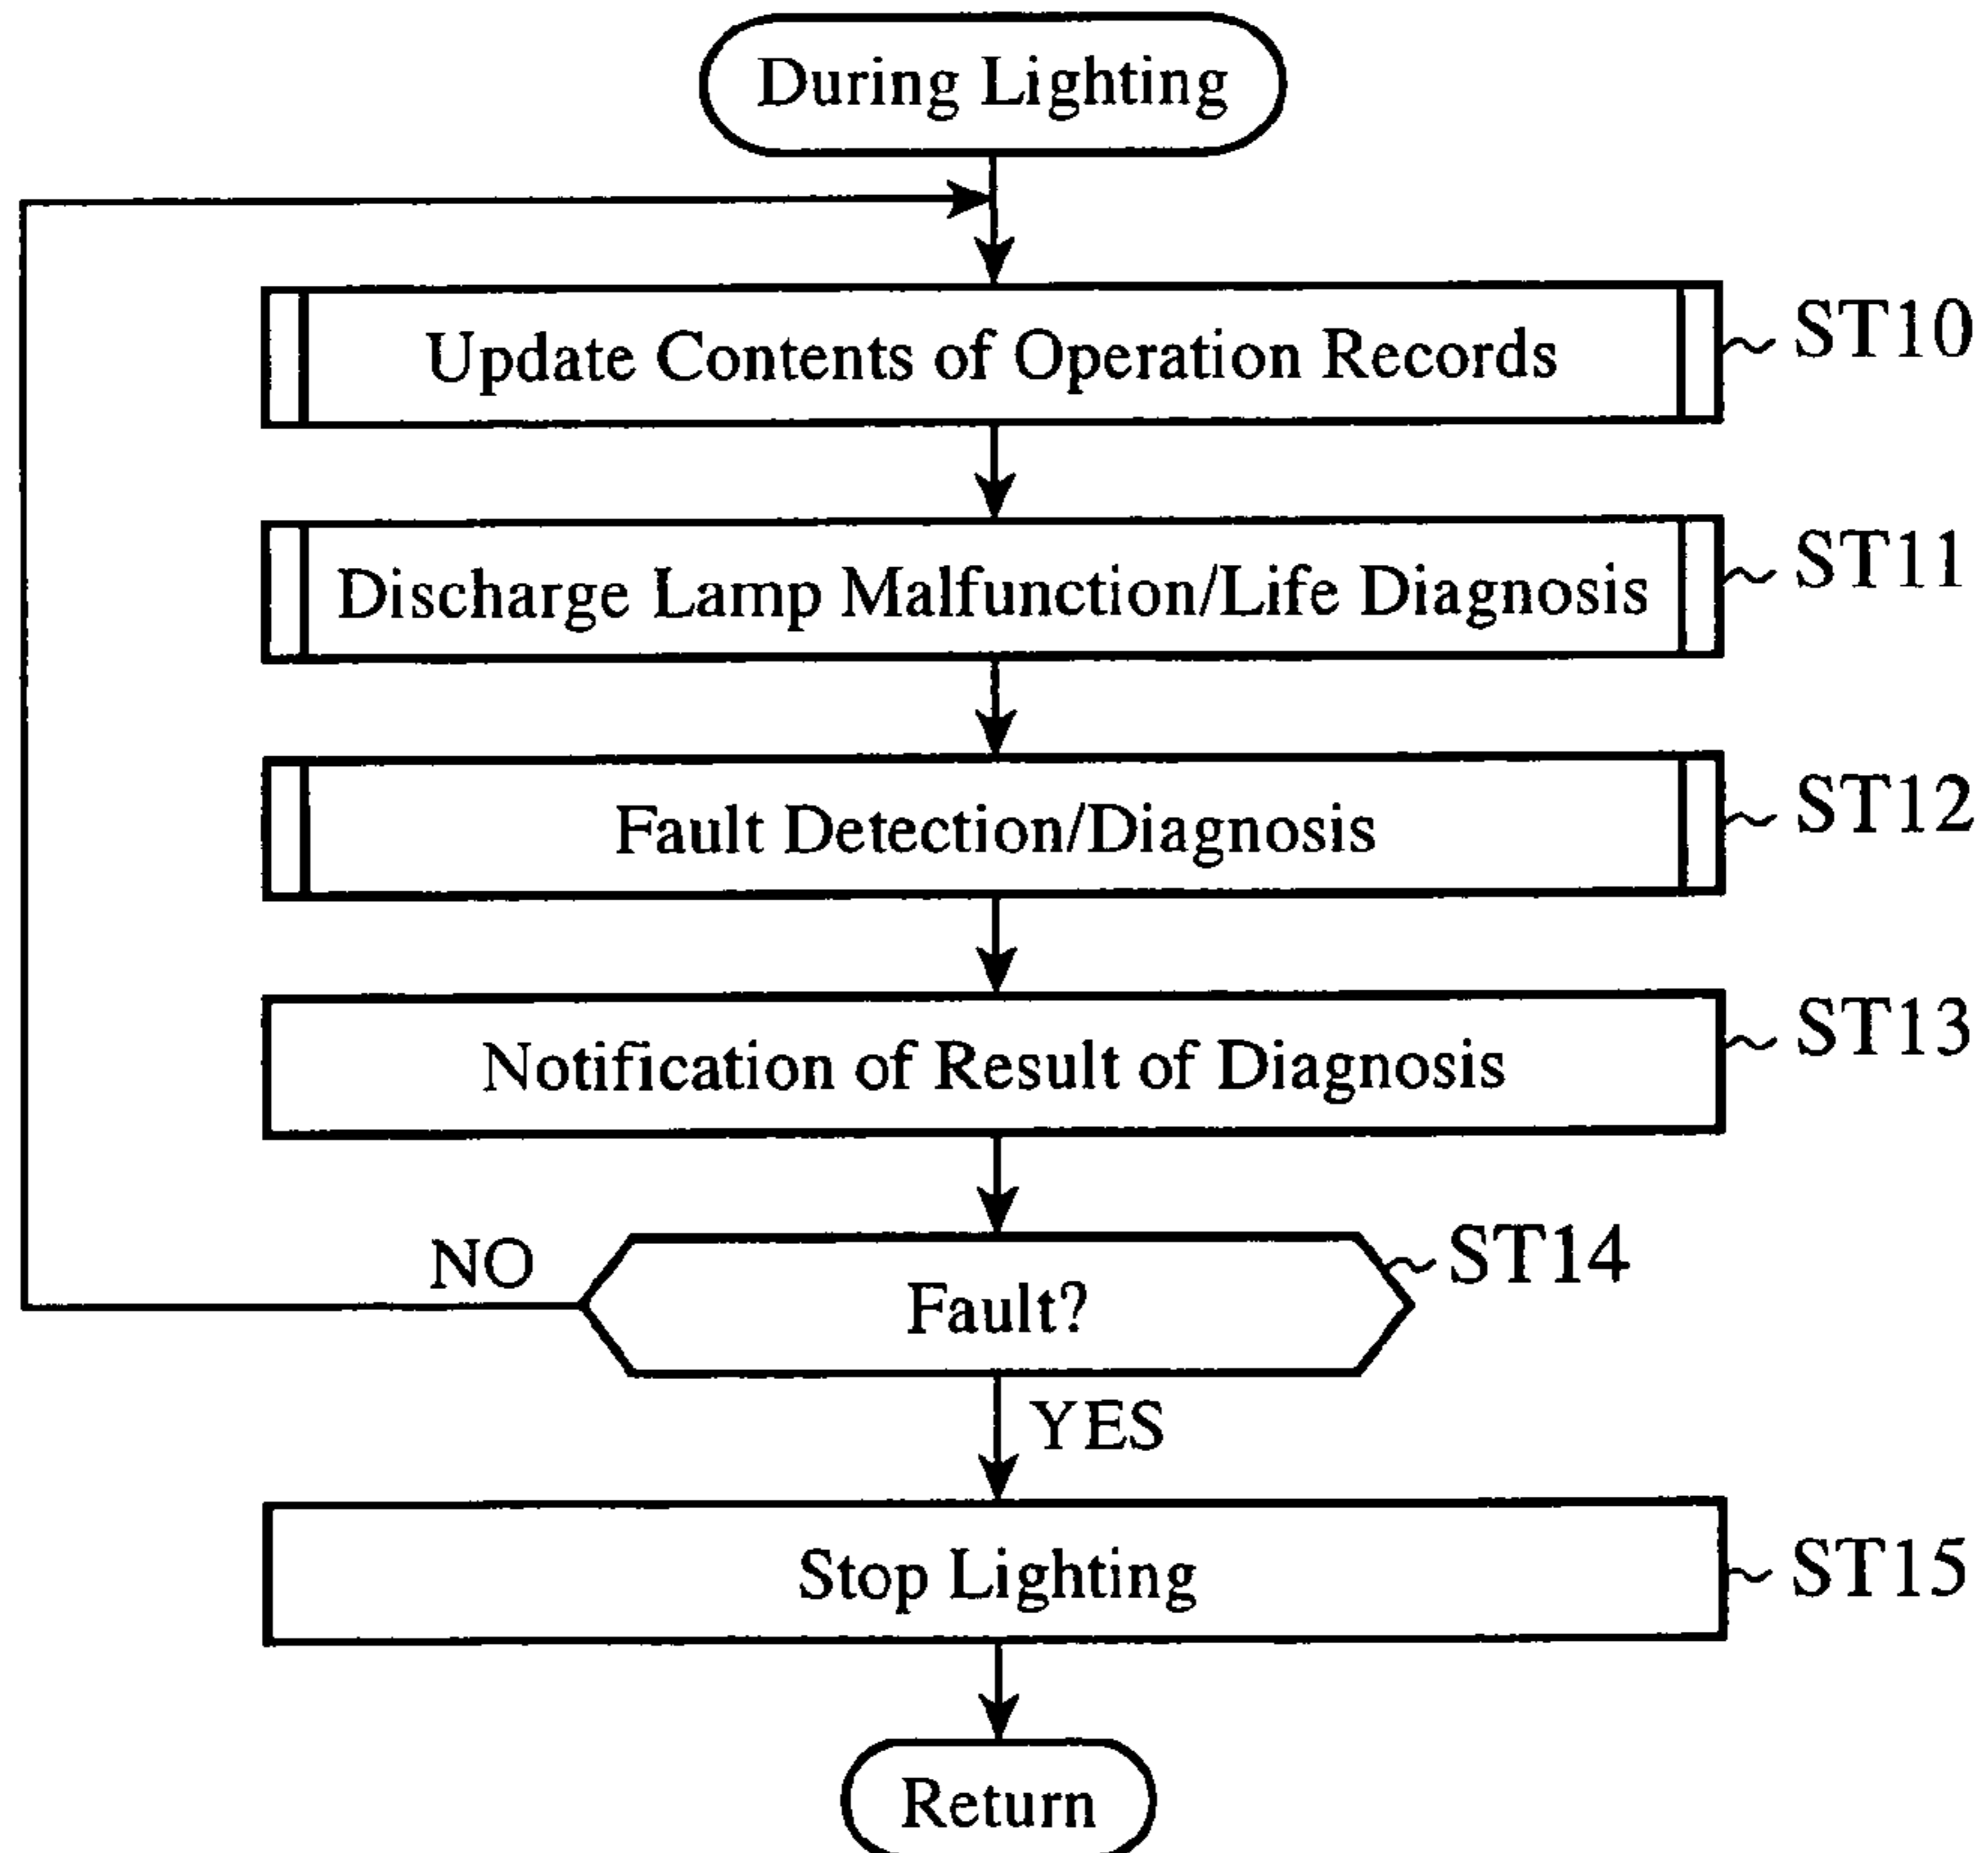 During Lighting
Update Contents of Operation Records
ST10
Discharge Lamp Malfunction/Life Diagnosis
ST11
Fault Detection/Diagnosis
ST12
Notification of Result of Diagnosis
ST13
NO
Fault?
ST14
YES
Stop Lighting
ST15
Return